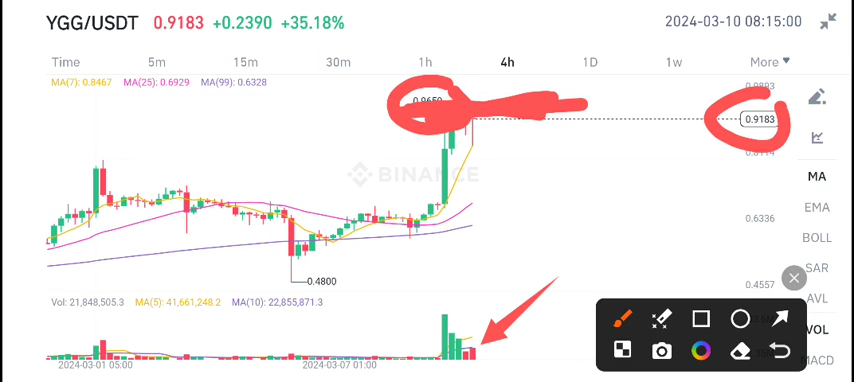 YGG/USDT 0.9183 +0.2390 +35.18% 2024-03-10 08:15:00
Time 5m 15m 30m 1h 4h 1D 1w More
MA(7): 0.8467 MA(25): 0.6929 MA(99): 0.6328
0.9893
0.9650
0.9183
0.8114
BINANCE
MA
EMA
0.6336
BOLL
SAR
0.4800
0.4557
AVL
Vol: 21,848,505.3 MA(5): 41,661,248.2 MA(10): 22,855,871.3
VOL
MACD
2024-03-01 05:00 2024-03-07 01:00